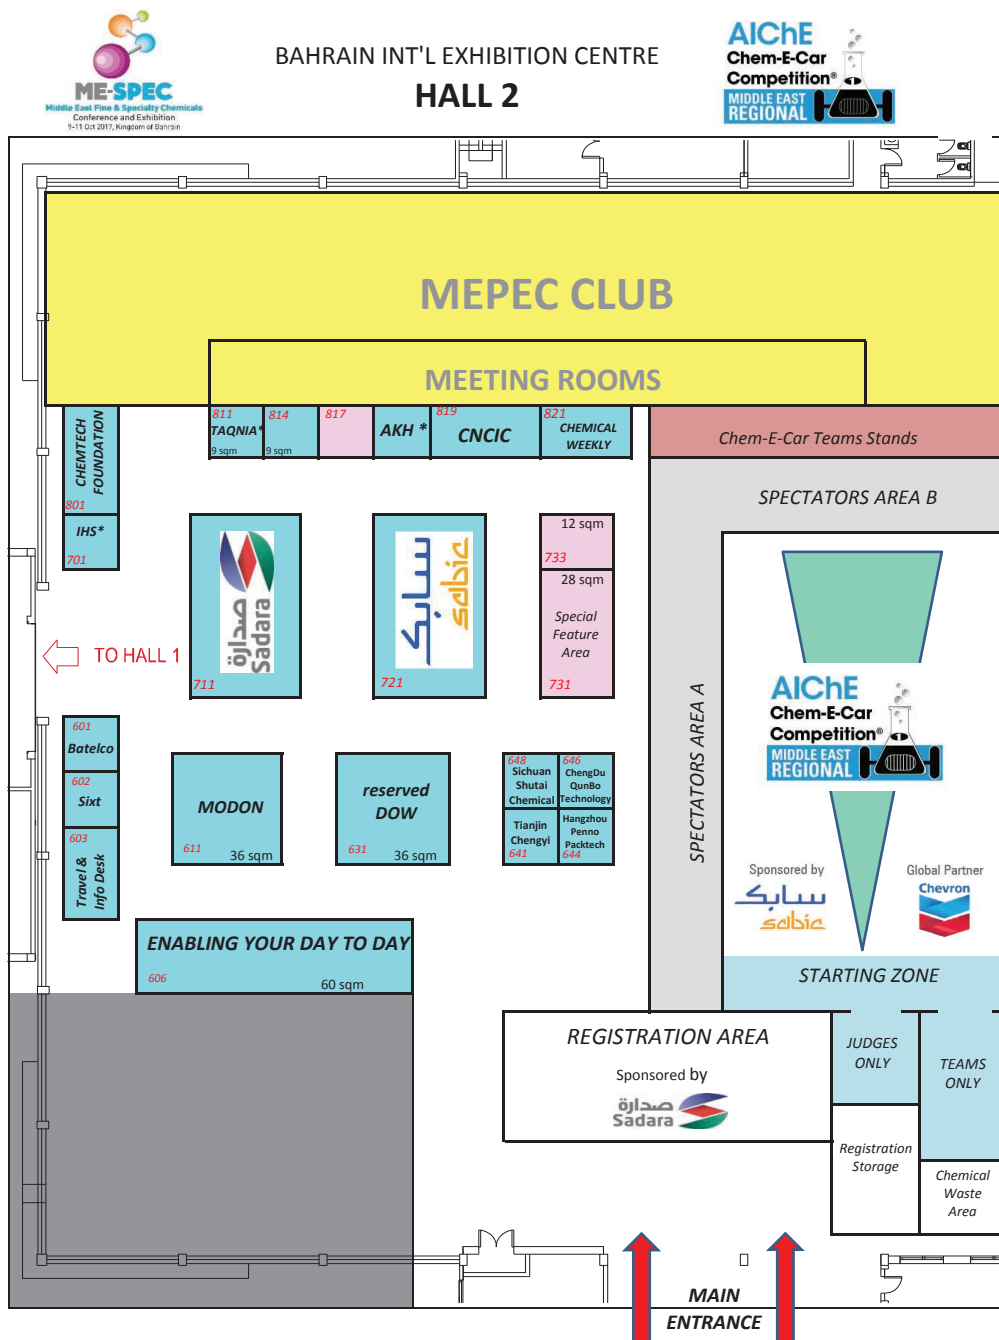 ME-SPEC
Middle East Fine & Specialty Chemicals
Conference and Exhibition
9-11 Oct 2017, Kingdom of Bahrain
BAHRAIN INT'L EXHIBITION CENTRE
HALL 2
AIChE
Chem-E-Car
Competition®
MIDDLE EAST
REGIONAL
MEPEC CLUB
MEETING ROOMS
CHEMTECH
FOUNDATION
801
IHS*
701
811
TAQNIA*
9 sqm
814
9 sqm
817
AKH *
819
CNCIC
821
CHEMICAL
WEEKLY
Chem-E-Car Teams Stands
SPECTATORS AREA B
صدارة
Sadara
711
سابك
sabic
721
12 sqm
733
28 sqm
Special
Feature
Area
731
TO HALL 1
SPECTATORS AREA A
AIChE
Chem-E-Car
Competition®
MIDDLE EAST
REGIONAL
601
Batelco
602
Sixt
603
Travel &
Info Desk
MODON
611
36 sqm
reserved
DOW
631
36 sqm
648
Sichuan
Shutai
Chemical
646
ChengDu
QunBo
Technology
Tianjin
Chengyi
641
Hangzhou
Penno
Packtech
644
Sponsored by
سابك
sabic
Global Partner
Chevron
ENABLING YOUR DAY TO DAY
606
60 sqm
STARTING ZONE
REGISTRATION AREA
Sponsored by
صدارة
Sadara
JUDGES
ONLY
TEAMS
ONLY
Registration
Storage
Chemical
Waste
Area
MAIN
ENTRANCE